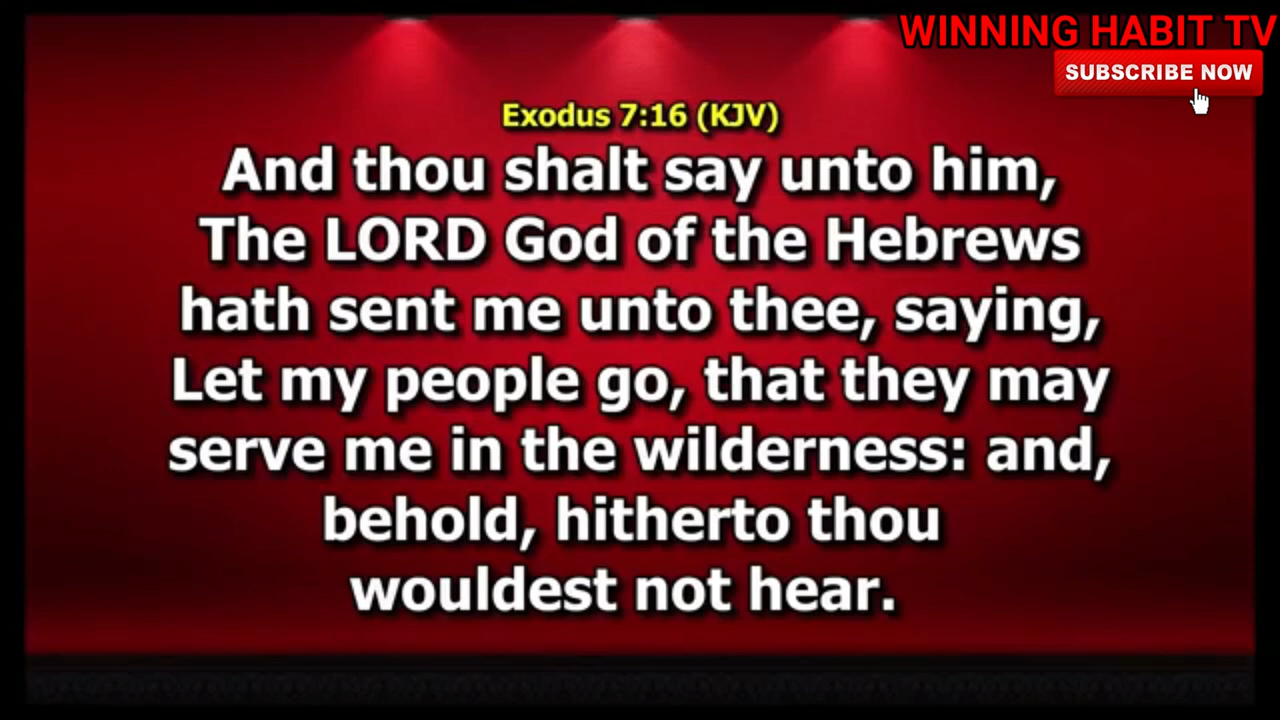 WINNING HABIT TV
SUBSCRIBE NOW
Exodus 7:16 (KJV)
And thou shalt say unto him,
The LORD God of the Hebrews
hath sent me unto thee, saying,
Let my people go, that they may
serve me in the wilderness: and,
behold, hitherto thou
wouldest not hear.